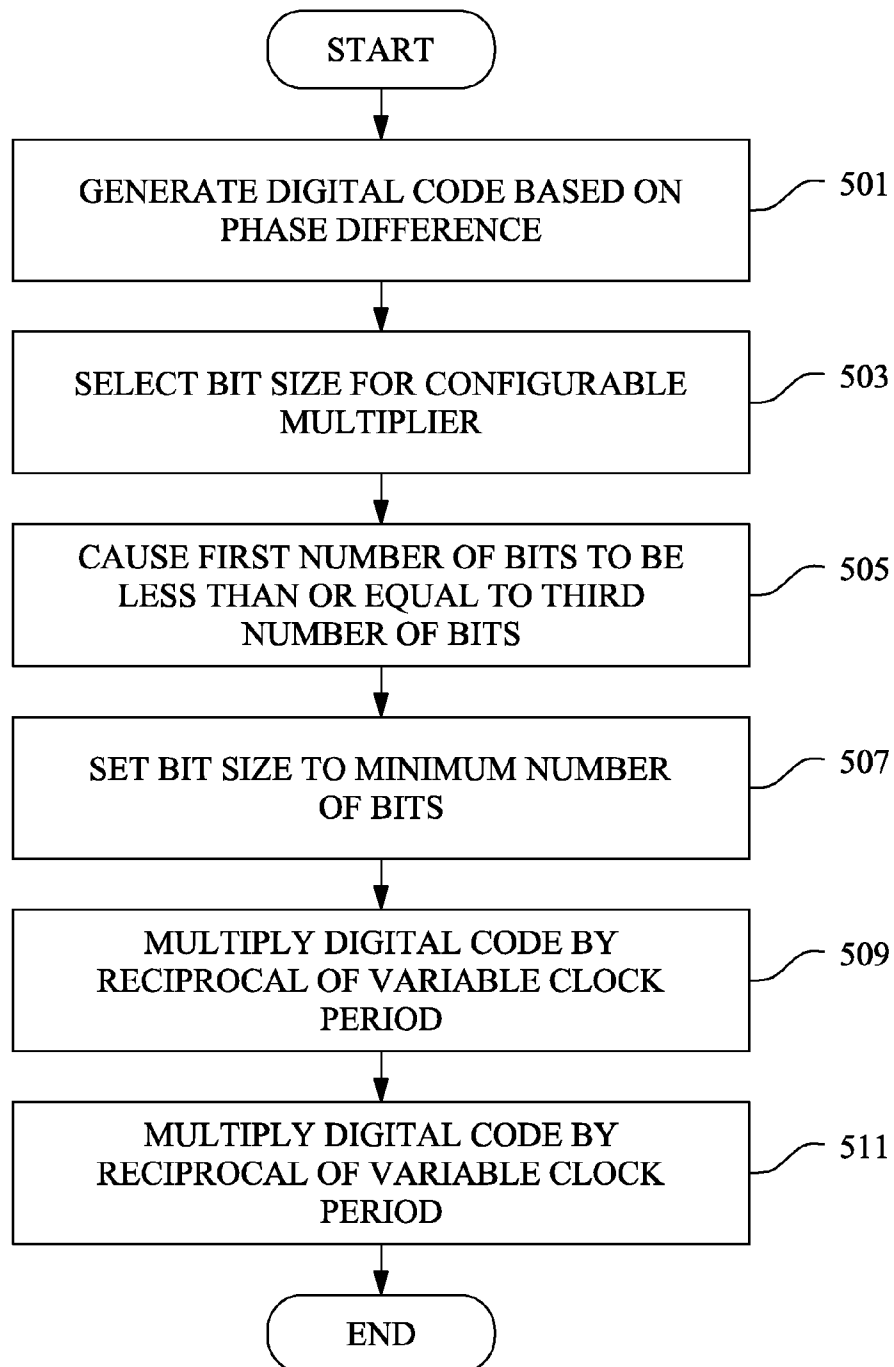 START
GENERATE DIGITAL CODE BASED ON
PHASE DIFFERENCE
501
SELECT BIT SIZE FOR CONFIGURABLE
MULTIPLIER
503
CAUSE FIRST NUMBER OF BITS TO BE
LESS THAN OR EQUAL TO THIRD
NUMBER OF BITS
505
SET BIT SIZE TO MINIMUM NUMBER
OF BITS
507
MULTIPLY DIGITAL CODE BY
RECIPROCAL OF VARIABLE CLOCK
PERIOD
509
MULTIPLY DIGITAL CODE BY
RECIPROCAL OF VARIABLE CLOCK
PERIOD
511
END